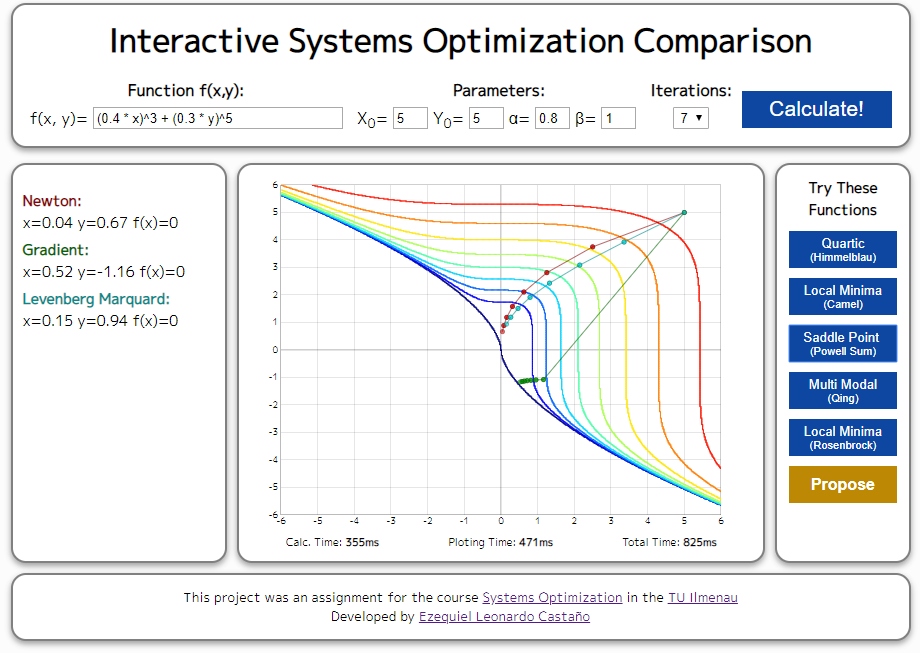 Interactive Systems Optimization Comparison
Function f(x,y):
Parameters:
Iterations:
f(x, y)= (0.4 * x)^3 + (0.3 * y)^5
X0= 5 Y0= 5 α= 0.8 β= 1
7
Calculate!
Newton:
x=0.04 y=0.67 f(x)=0
Gradient:
x=0.52 y=-1.16 f(x)=0
Levenberg Marquard:
x=0.15 y=0.94 f(x)=0
6
5
4
3
2
1
0
-1
-2
-3
-4
-5
-6
-6 -5 -4 -3 -2 -1 0 1 2 3 4 5 6
Calc. Time: 355ms Ploting Time: 471ms Total Time: 825ms
Try These
Functions
Quartic
(Himmelblau)
Local Minima
(Camel)
Saddle Point
(Powell Sum)
Multi Modal
(Qing)
Local Minima
(Rosenbrock)
Propose
This project was an assignment for the course Systems Optimization in the TU Ilmenau
Developed by Ezequiel Leonardo Castaño